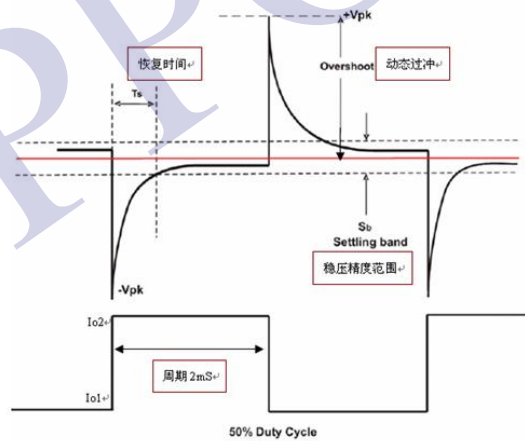 +Vpk
恢复时间
Overshoot
动态过冲
Ts
Sb
Settling band
稳压精度范围
-Vpk
Io2
周期 2mS
Io1
50% Duty Cycle